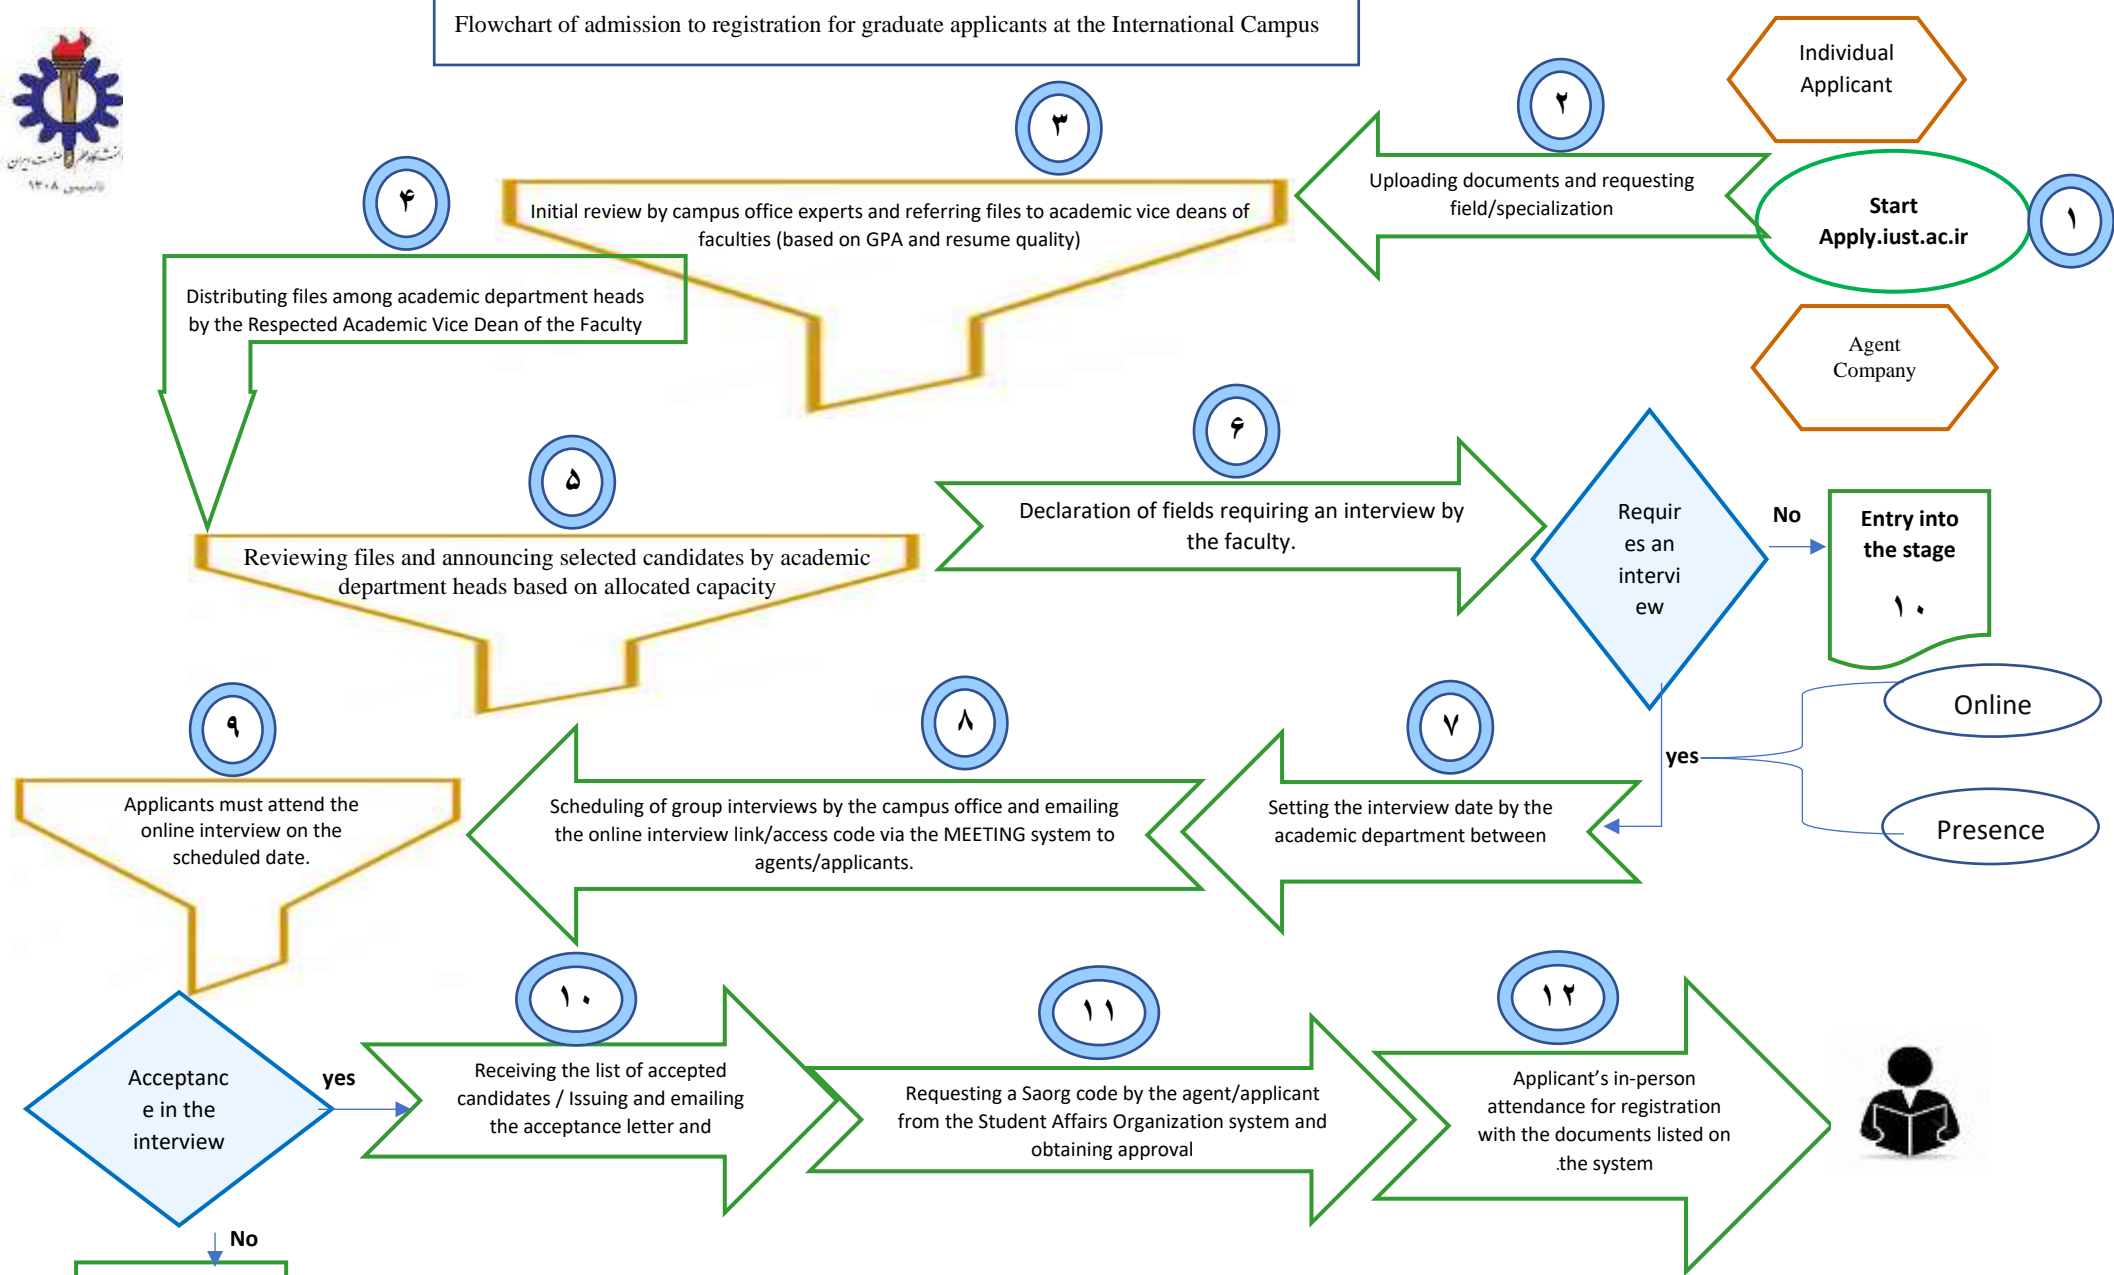 Flowchart of admission to registration for graduate applicants at the International Campus
دانشگاه علم و صنعت ایران
تاسیس ۱۳۰۸
Individual
Applicant
۱
Start
Apply.iust.ac.ir
Agent
Company
۲
Uploading documents and requesting
field/specialization
۳
Initial review by campus office experts and referring files to academic vice deans of
faculties (based on GPA and resume quality)
۴
Distributing files among academic department heads
by the Respected Academic Vice Dean of the Faculty
۵
Reviewing files and announcing selected candidates by academic
department heads based on allocated capacity
۶
Declaration of fields requiring an interview by
the faculty.
Requir
es an
intervi
ew
No
Entry into
the stage
۱۰
yes
Online
Presence
۷
Setting the interview date by the
academic department between
۸
Scheduling of group interviews by the campus office and emailing
the online interview link/access code via the MEETING system to
agents/applicants.
۹
Applicants must attend the
online interview on the
scheduled date.
Acceptanc
e in the
interview
yes
No
۱۰
Receiving the list of accepted
candidates / Issuing and emailing
the acceptance letter and
۱۱
Requesting a Saorg code by the agent/applicant
from the Student Affairs Organization system and
obtaining approval
۱۲
Applicant’s in-person
attendance for registration
with the documents listed on
.the system